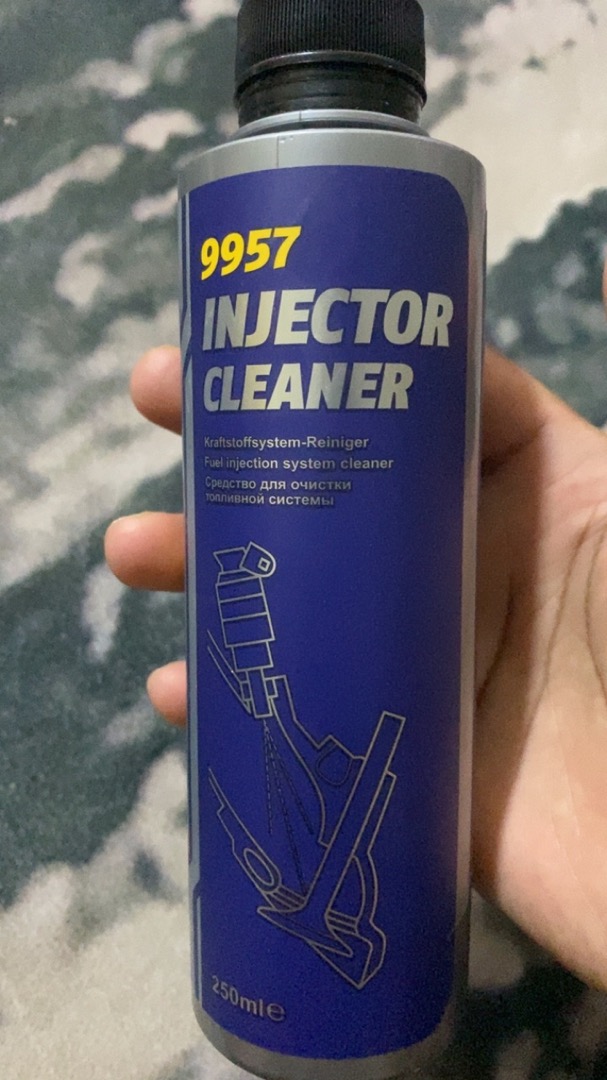 9957
INJECTOR
CLEANER
Kraftstoffsystem-Reiniger
Fuel injection system cleaner
Средство для очистки
топливной системы
250ml℮